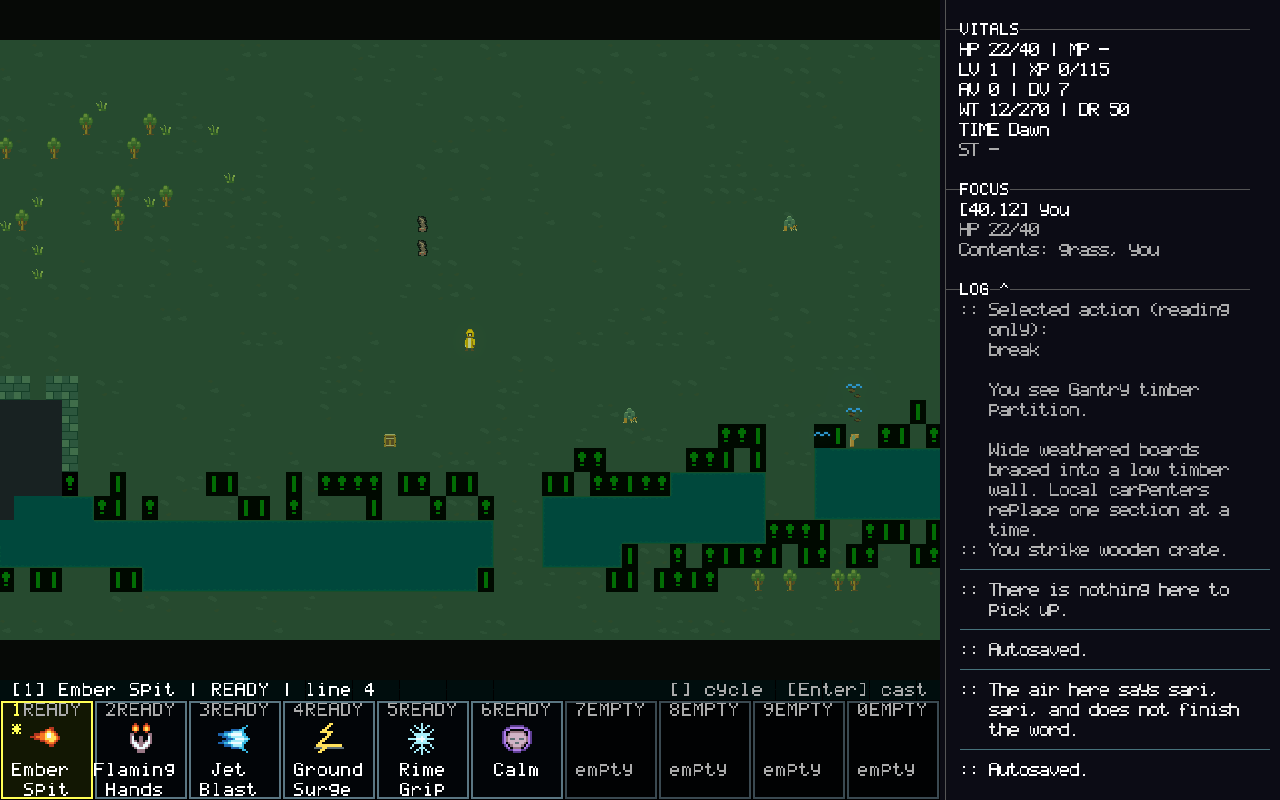 VITALS
HP 22/40 | MP -
LV 1 | XP 0/115
AV 0 | DV 7
WT 12/270 | DR 50
TIME Dawn
ST -
FOCUS
[40,12] You
HP 22/40
Contents: grass, you
LOG ^
:: Selected action (reading
only):
break
You see Gantry timber
partition.
Wide weathered boards
braced into a low timber
wall. Local carpenters
replace one section at a
time.
:: You strike wooden crate.
:: There is nothing here to
pick up.
:: Autosaved.
:: The air here says sari,
sari, and does not finish
the word.
:: Autosaved.
[1] Ember Spit | READY | line 4
[] cycle [Enter] cast
1READY 2READY 3READY 4READY 5READY 6READY 7EMPTY 8EMPTY 9EMPTY 0EMPTY
*
Ember Flaming Jet Ground Rime Calm empty empty empty empty
Spit Hands Blast Surge Grip